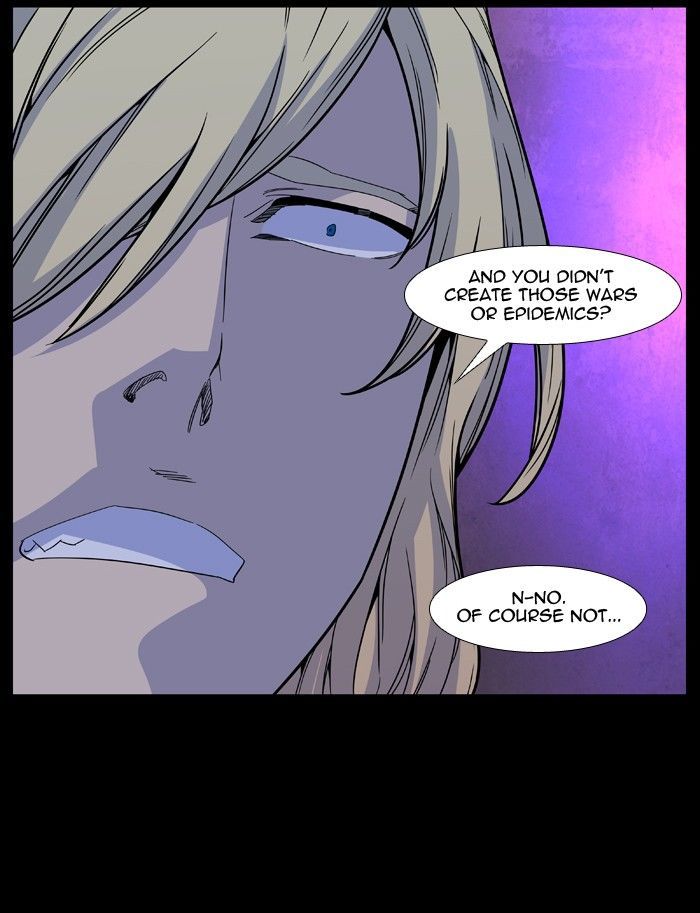 AND YOU DIDN'T
CREATE THOSE WARS
OR EPIDEMICS?
N-NO.
OF COURSE NOT...